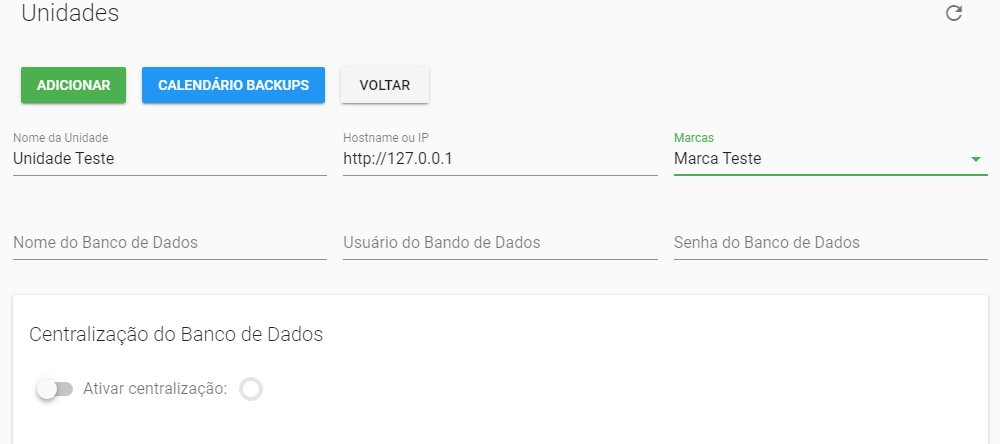 Unidades
ADICIONAR CALENDÁRIO BACKUPS VOLTAR
Nome da Unidade Hostname ou IP Marcas
Unidade Teste http://127.0.0.1 Marca Teste
Nome do Banco de Dados Usuário do Bando de Dados Senha do Banco de Dados
Centralização do Banco de Dados
Ativar centralização: